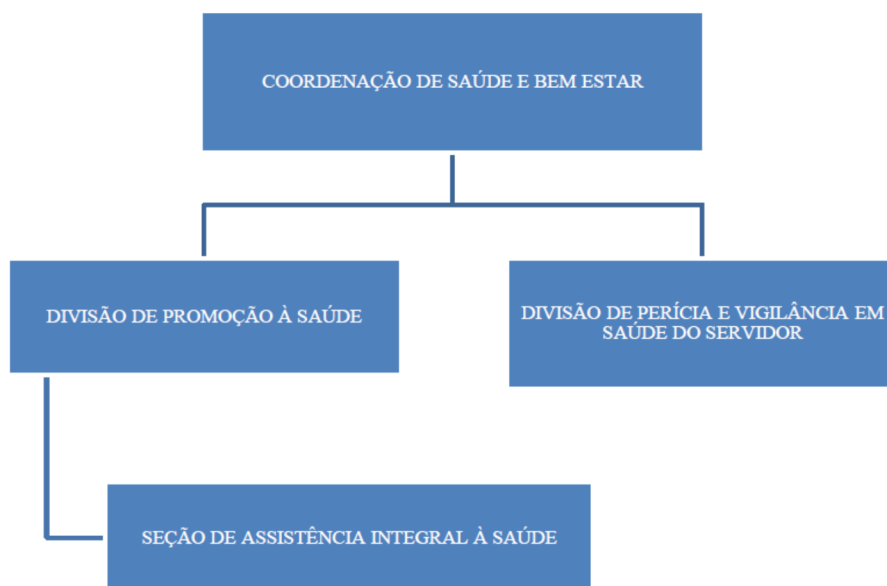 COORDENAÇÃO DE SAÚDE E BEM ESTAR
DIVISÃO DE PROMOÇÃO À SAÚDE
DIVISÃO DE PERÍCIA E VIGILÂNCIA EM
SAÚDE DO SERVIDOR
SEÇÃO DE ASSISTÊNCIA INTEGRAL À SAÚDE